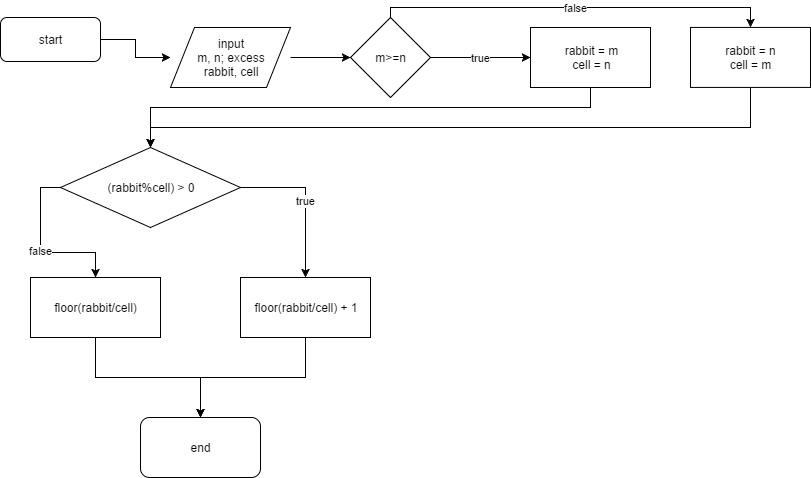 false
start
input
m, n; excess
rabbit, cell
m>=n
true
rabbit = m
cell = n
rabbit = n
cell = m
(rabbit%cell) > 0
true
false
floor(rabbit/cell)
floor(rabbit/cell) + 1
end